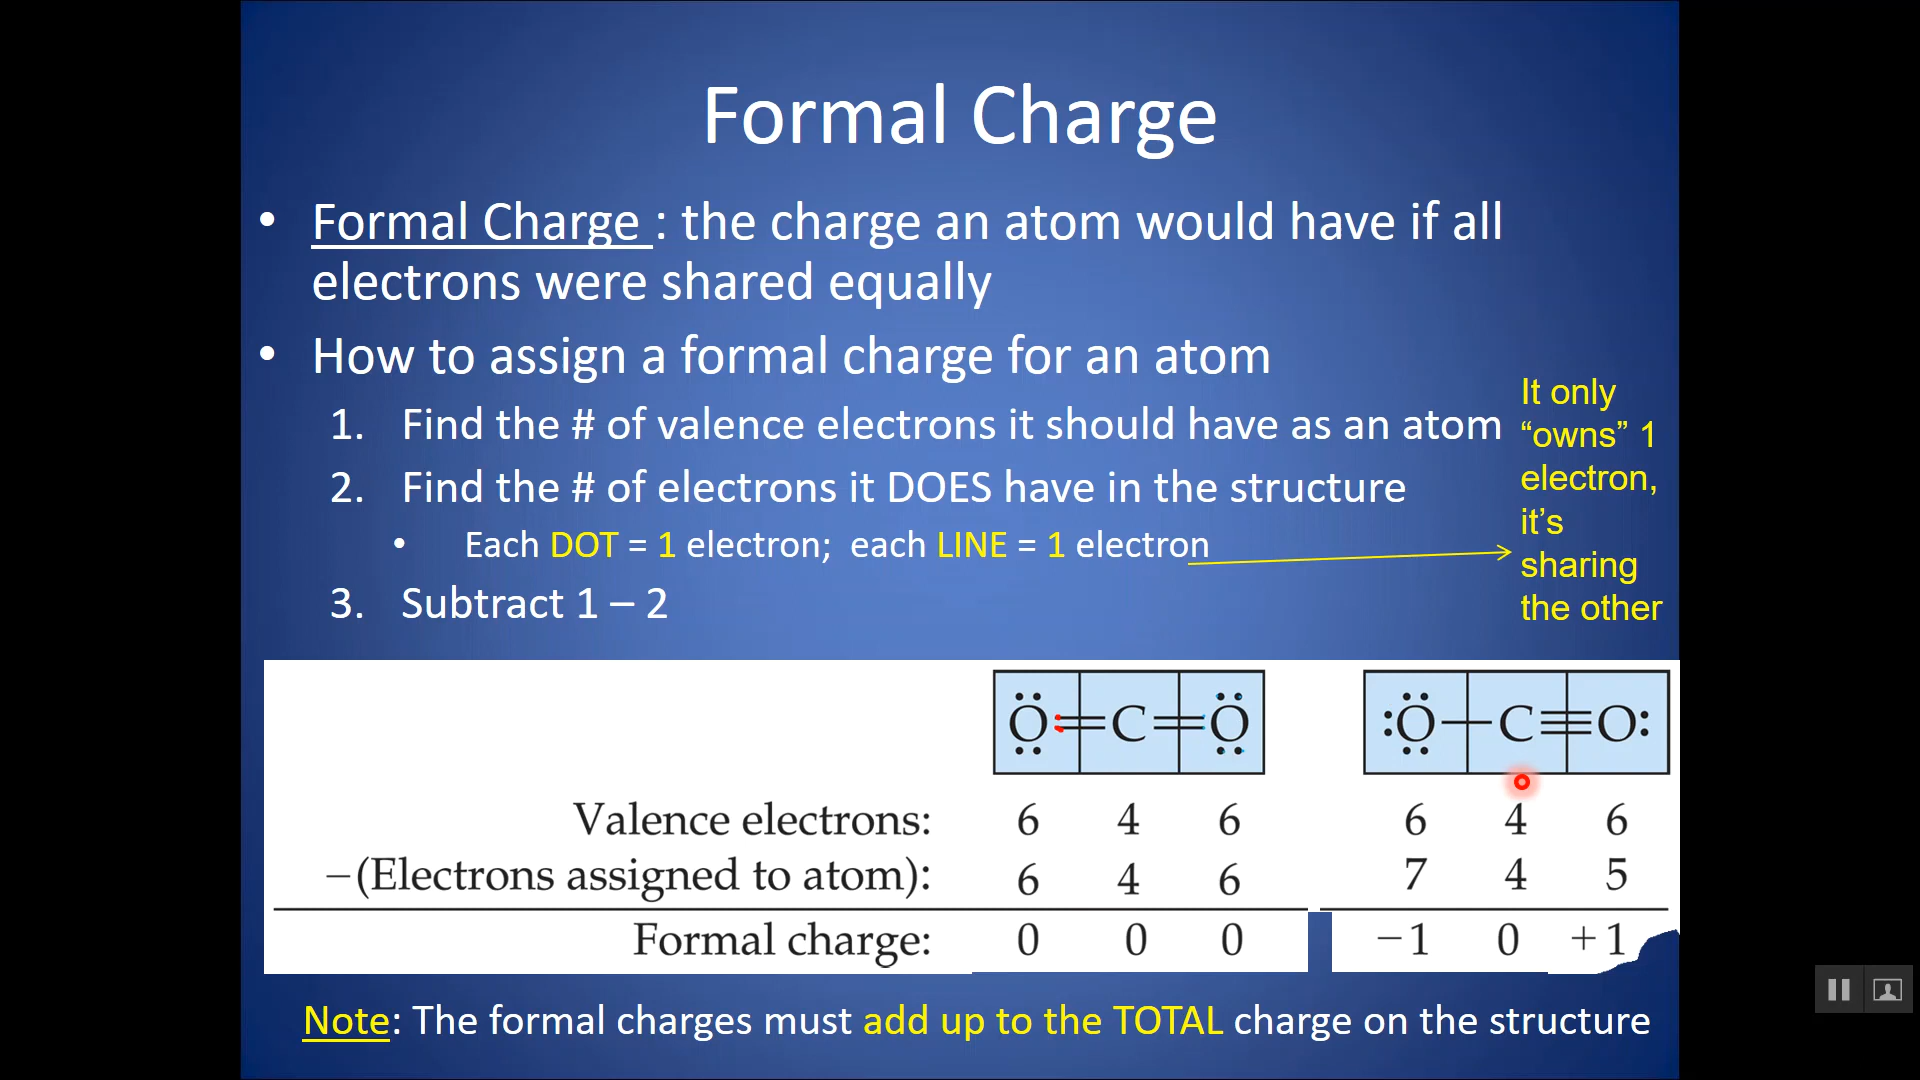 Formal Charge
• Formal Charge : the charge an atom would have if all
electrons were shared equally
• How to assign a formal charge for an atom
1. Find the # of valence electrons it should have as an atom
2. Find the # of electrons it DOES have in the structure
• Each DOT = 1 electron; each LINE = 1 electron
3. Subtract 1 – 2
It only
“owns” 1
electron,
it’s
sharing
the other
O=C=O :O—C≡O:
Valence electrons: 6 4 6 6 4 6
−(Electrons assigned to atom): 6 4 6 7 4 5
Formal charge: 0 0 0 −1 0 +1
Note: The formal charges must add up to the TOTAL charge on the structure